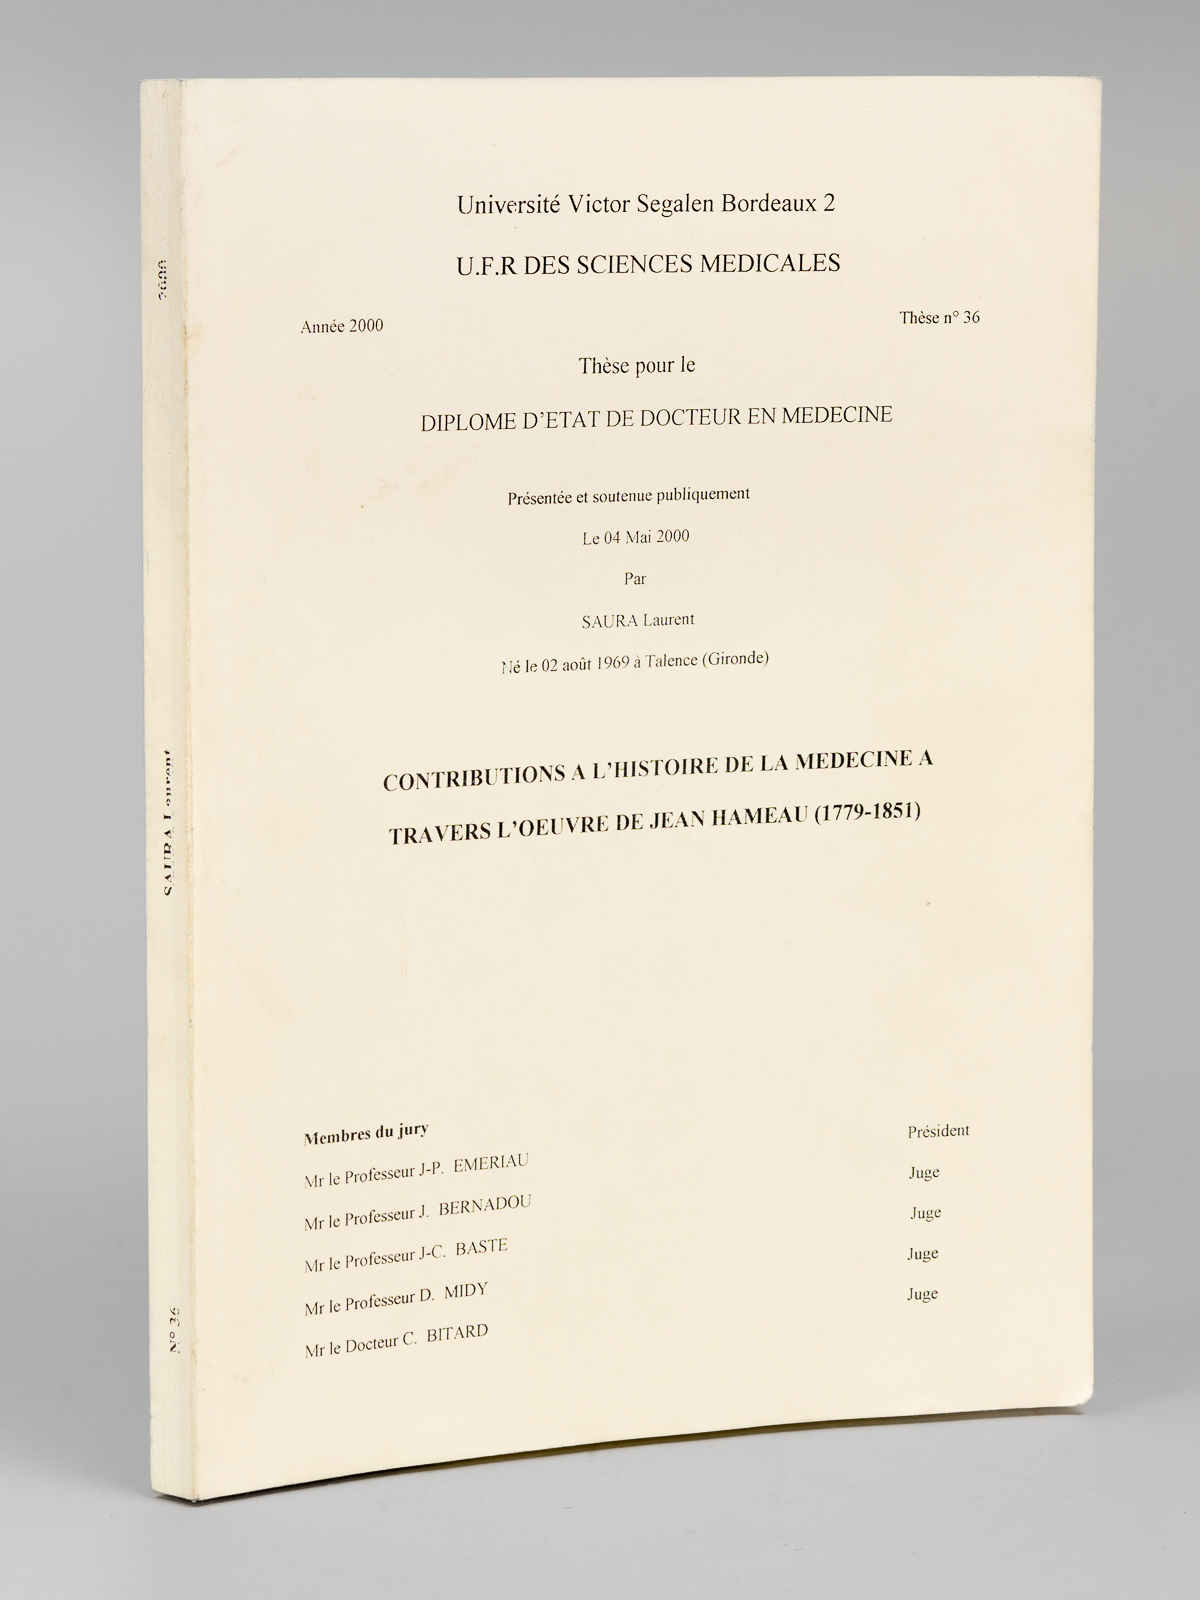 Université Victor Segalen Bordeaux 2
U.F.R DES SCIENCES MEDICALES
Année 2000
Thèse n° 36
Thèse pour le
DIPLOME D'ETAT DE DOCTEUR EN MEDECINE
Présentée et soutenue publiquement
Le 04 Mai 2000
Par
SAURA Laurent
Né le 02 août 1969 à Talence (Gironde)
CONTRIBUTIONS A L'HISTOIRE DE LA MEDECINE A
TRAVERS L'OEUVRE DE JEAN HAMEAU (1779-1851)
Membres du jury
Mr le Professeur J-P. EMERIAU Président
Mr le Professeur J. BERNADOU Juge
Mr le Professeur J-C. BASTE Juge
Mr le Professeur D. MIDY Juge
Mr le Docteur C. BITARD Juge
2000
SAURA Laurent
N° 36